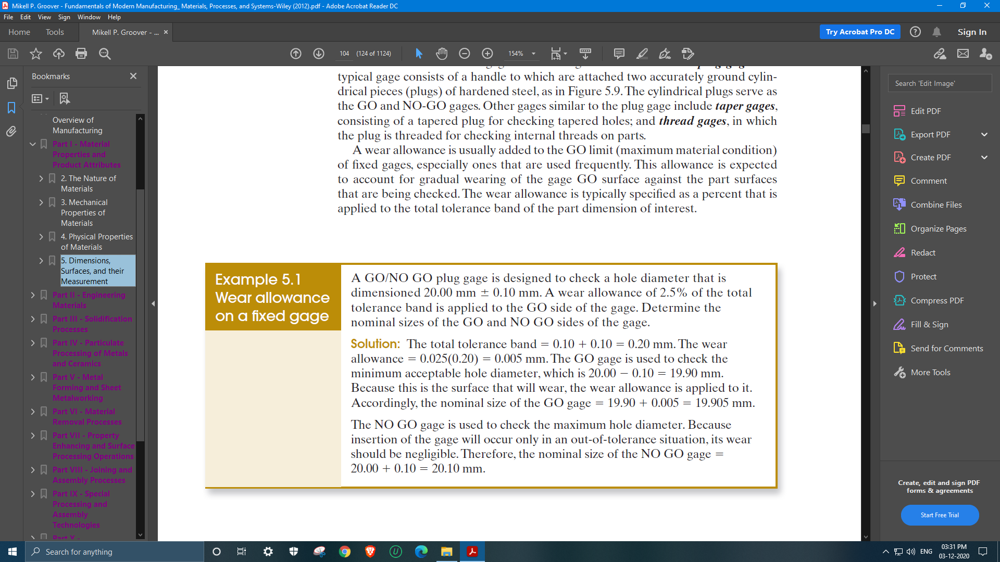 Mikell P. Groover - Fundamentals of Modern Manufacturing_ Materials, Processes, and Systems-Wiley (2012).pdf - Adobe Acrobat Reader DC
File Edit View Sign Window Help
Home Tools Mikell P. Groover - ... ×
Try Acrobat Pro DC Sign In
104 (124 of 1124) 154%
Bookmarks
Overview of
Manufacturing
Part I - Material
Properties and
Product Attributes
2. The Nature of
Materials
3. Mechanical
Properties of
Materials
4. Physical Properties
of Materials
5. Dimensions,
Surfaces, and their
Measurement
Part II - Engineering
Materials
Part III - Solidification
Processes
Part IV - Particulate
Processing of Metals
and Ceramics
Part V - Metal
Forming and Sheet
Metalworking
Part VI - Material
Removal Processes
Part VII - Property
Enhancing and Surface
Processing Operations
Part VIII - Joining and
Assembly Processes
Part IX - Special
Processing and
Assembly
Technologies
Part X -
typical gage consists of a handle to which are attached two accurately ground cylin-
drical pieces (plugs) of hardened steel, as in Figure 5.9. The cylindrical plugs serve as
the GO and NO-GO gages. Other gages similar to the plug gage include taper gages,
consisting of a tapered plug for checking tapered holes; and thread gages, in which
the plug is threaded for checking internal threads on parts.
A wear allowance is usually added to the GO limit (maximum material condition)
of fixed gages, especially ones that are used frequently. This allowance is expected
to account for gradual wearing of the gage GO surface against the part surfaces
that are being checked. The wear allowance is typically specified as a percent that is
applied to the total tolerance band of the part dimension of interest.
Example 5.1
Wear allowance
on a fixed gage
A GO/NO GO plug gage is designed to check a hole diameter that is
dimensioned 20.00 mm ± 0.10 mm. A wear allowance of 2.5% of the total
tolerance band is applied to the GO side of the gage. Determine the
nominal sizes of the GO and NO GO sides of the gage.
Solution: The total tolerance band = 0.10 + 0.10 = 0.20 mm. The wear
allowance = 0.025(0.20) = 0.005 mm. The GO gage is used to check the
minimum acceptable hole diameter, which is 20.00 − 0.10 = 19.90 mm.
Because this is the surface that will wear, the wear allowance is applied to it.
Accordingly, the nominal size of the GO gage = 19.90 + 0.005 = 19.905 mm.
The NO GO gage is used to check the maximum hole diameter. Because
insertion of the gage will occur only in an out-of-tolerance situation, its wear
should be negligible. Therefore, the nominal size of the NO GO gage =
20.00 + 0.10 = 20.10 mm.
Search 'Edit Image'
Edit PDF
Export PDF
Create PDF
Comment
Combine Files
Organize Pages
Redact
Protect
Compress PDF
Fill & Sign
Send for Comments
More Tools
Create, edit and sign PDF
forms & agreements
Start Free Trial
Search for anything
ENG
03:31 PM
03-12-2020